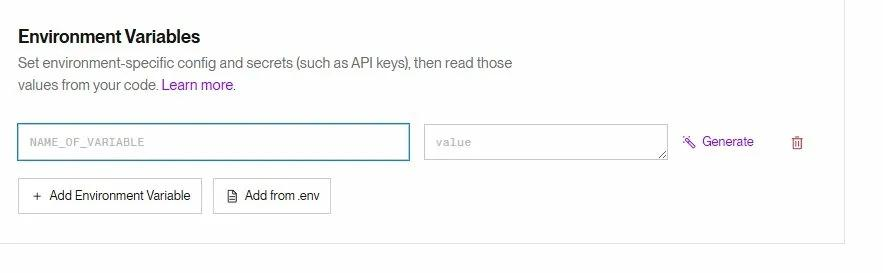 Environment Variables
Set environment-specific config and secrets (such as API keys), then read those
values from your code. Learn more.
NAME_OF_VARIABLE value Generate
+ Add Environment Variable Add from .env